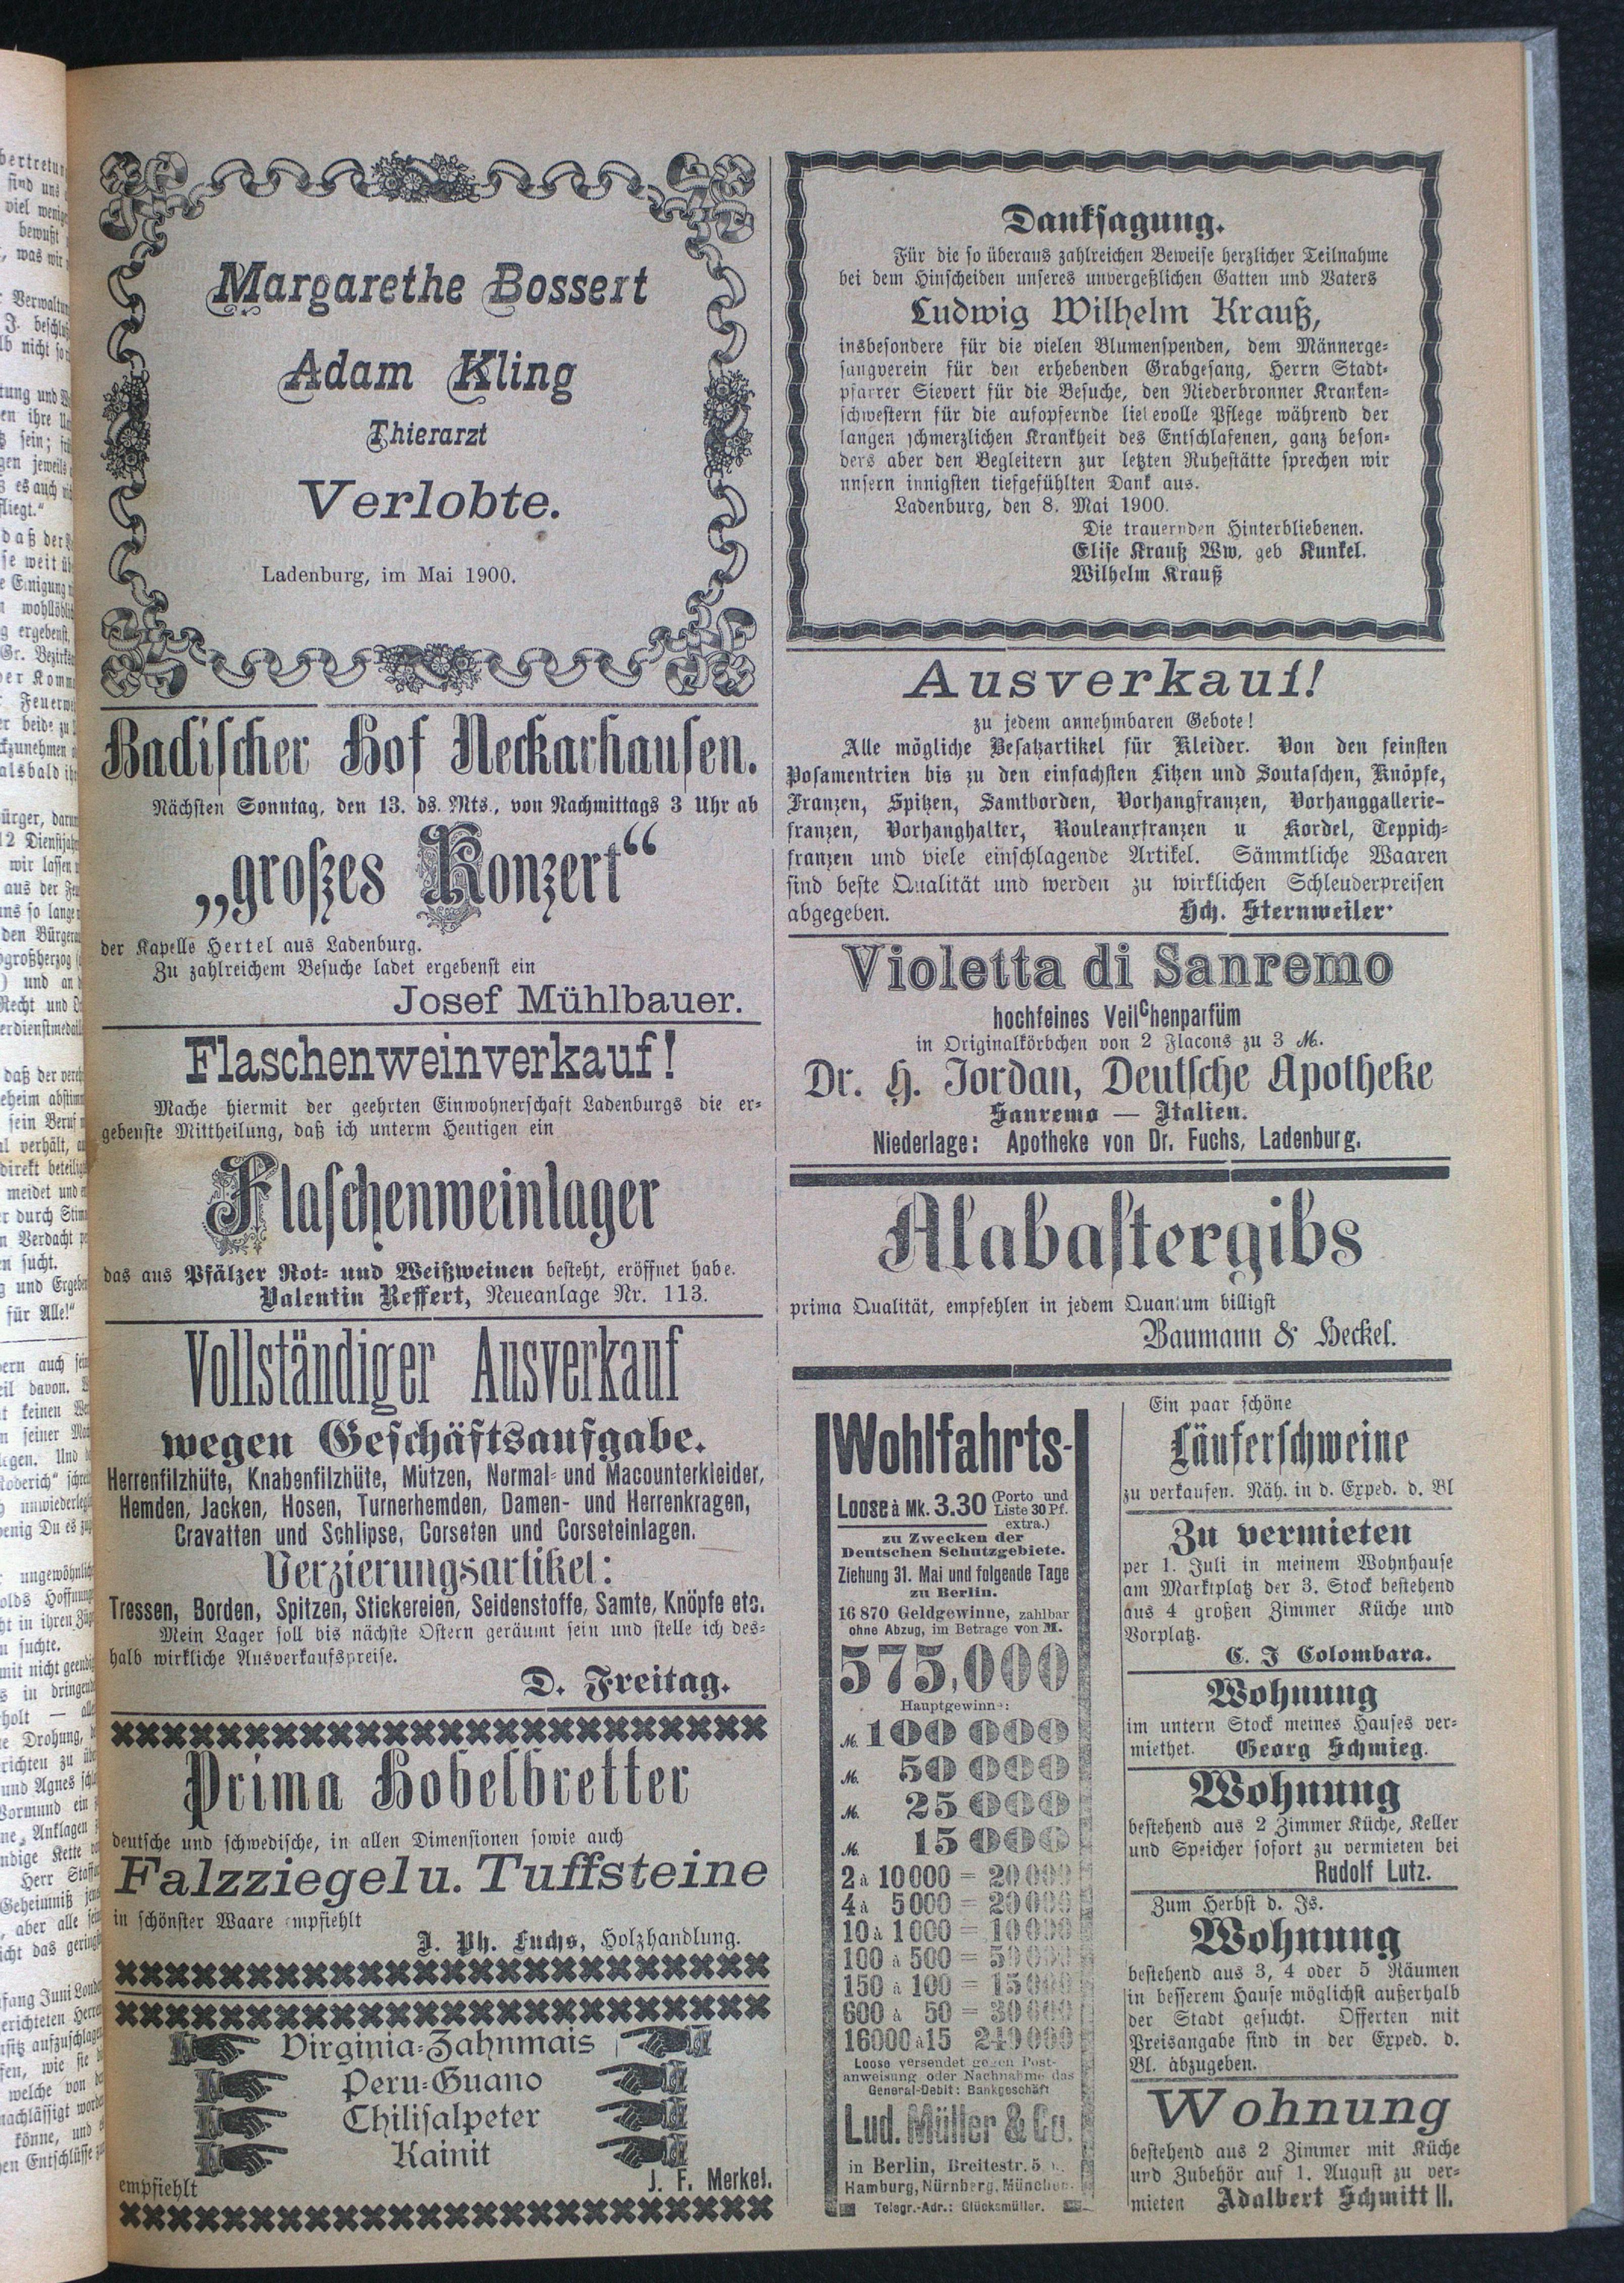 Margarethe Bossert
Adam Kling
Thierarzt
Verlobte.
Ladenburg, im Mai 1900.
Badischer Hof Neckarhausen.
Nächsten Sonntag, den 13. ds. Mts., von Nachmittags 3 Uhr ab
„großes Konzert“
der Kapelle Hertel aus Ladenburg.
Zu zahlreichem Besuche ladet ergebenst ein
Josef Mühlbauer.
Flaschenweinverkauf!
Mache hiermit der geehrten Einwohnerschaft Ladenburgs die er-
gebenste Mittheilung, daß ich unterm Heutigen ein
Flaschenweinlager
das aus Pfälzer Rot- und Weißweinen besteht, eröffnet habe.
Valentin Reffert, Neueanlage Nr. 113.
Vollständiger Ausverkauf
wegen Geschäftsaufgabe.
Herrenfilzhüte, Knabenfilzhüte, Mützen, Normal- und Macounterkleider,
Hemden, Jacken, Hosen, Turnerhemden, Damen- und Herrenkragen,
Cravatten und Schlipse, Corseten und Corseteinlagen.
Verzierungsartikel:
Tressen, Borden, Spitzen, Stickereien, Seidenstoffe, Samte, Knöpfe etc.
Mein Lager soll bis nächste Ostern geräumt sein und stelle ich des-
halb wirkliche Ausverkaufspreise.
D. Freitag.
Prima Hobelbretter
deutsche und schwedische, in allen Dimensionen sowie auch
Falzziegel u. Tuffsteine
in schönster Waare empfiehlt
J. Ph. Fuchs, Holzhandlung.
Virginia-Zahnmais
Peru-Guano
Chilisalpeter
Kainit
empfiehlt
J. F. Merkel.
Danksagung.
Für die so überaus zahlreichen Beweise herzlicher Teilnahme
bei dem Hinscheiden unseres unvergeßlichen Gatten und Vaters
Ludwig Wilhelm Krauß,
insbesondere für die vielen Blumenspenden, dem Männerge-
sangverein für den erhebenden Grabgesang, Herrn Stadt-
pfarrer Sievert für die Besuche, den Niederbronner Kranken-
schwestern für die aufopfernde liebevolle Pflege während der
langen schmerzlichen Krankheit des Entschlafenen, ganz beson-
ders aber den Begleitern zur letzten Ruhestätte sprechen wir
unsern innigsten tiefgefühlten Dank aus.
Ladenburg, den 8. Mai 1900.
Die trauernden Hinterbliebenen.
Elise Krauß Ww. geb Kunkel.
Wilhelm Krauß
Ausverkauf!
zu jedem annehmbaren Gebote!
Alle mögliche Besatzartikel für Kleider. Von den feinsten
Posamentrien bis zu den einfachsten Litzen und Soutaschen, Knöpfe,
Franzen, Spitzen, Samtborden, Vorhangfranzen, Vorhanggallerie-
franzen, Vorhanghalter, Rouleauxfranzen u Kordel, Teppich-
franzen und viele einschlagende Artikel. Sämmtliche Waaren
sind beste Qualität und werden zu wirklichen Schleuderpreisen
abgegeben. Hch. Sternweiler.
Violetta di Sanremo
hochfeines Veilchenparfüm
in Originalkörbchen von 2 Flacons zu 3 M.
Dr. H. Jordan, Deutsche Apotheke
Sanremo — Italien.
Niederlage: Apotheke von Dr. Fuchs, Ladenburg.
Alabastergibs
prima Qualität, empfehlen in jedem Quantum billigst
Baumann & Heckel.
Wohlfahrts-
Loose à Mk. 3.30 (Porto und
Liste 30 Pf.
extra.)
zu Zwecken der
Deutschen Schutzgebiete.
Ziehung 31. Mai und folgende Tage
zu Berlin.
16 870 Geldgewinne, zahlbar
ohne Abzug, im Betrage von M.
575,000
Hauptgewinne:
M. 100 000
M. 50 000
M. 25 000
M. 15 000
2 à 10 000 = 20 000
4 à 5 000 = 20 000
10 à 1 000 = 10 000
100 à 500 = 50 000
150 à 100 = 15 000
600 à 50 = 30 000
16000 à 15 240 000
Loose versendet gegen Post-
anweisung oder Nachnahme das
General-Debit: Bankgeschäft
Lud. Müller & Co.
in Berlin, Breitestr. 5
Hamburg, Nürnberg, München.
Telegr.-Adr.: Glücksmüller.
Ein paar schöne
Läuferschweine
zu verkaufen. Näh. in d. Exped. d. Bl
Zu vermieten
per 1. Juli in meinem Wohnhause
am Marktplatz der 3. Stock bestehend
aus 4 großen Zimmer Küche und
Vorplatz.
C. J Colombara.
Wohnung
im untern Stock meines Hauses ver-
miethet. Georg Schmieg.
Wohnung
bestehend aus 2 Zimmer Küche, Keller
und Speicher sofort zu vermieten bei
Rudolf Lutz.
Zum Herbst d. Js.
Wohnung
bestehend aus 3, 4 oder 5 Räumen
in besserem Hause möglichst außerhalb
der Stadt gesucht. Offerten mit
Preisangabe sind in der Exped. d.
Bl. abzugeben.
Wohnung
bestehend aus 2 Zimmer mit Küche
und Zubehör auf 1. August zu ver-
mieten Adalbert Schmitt II.